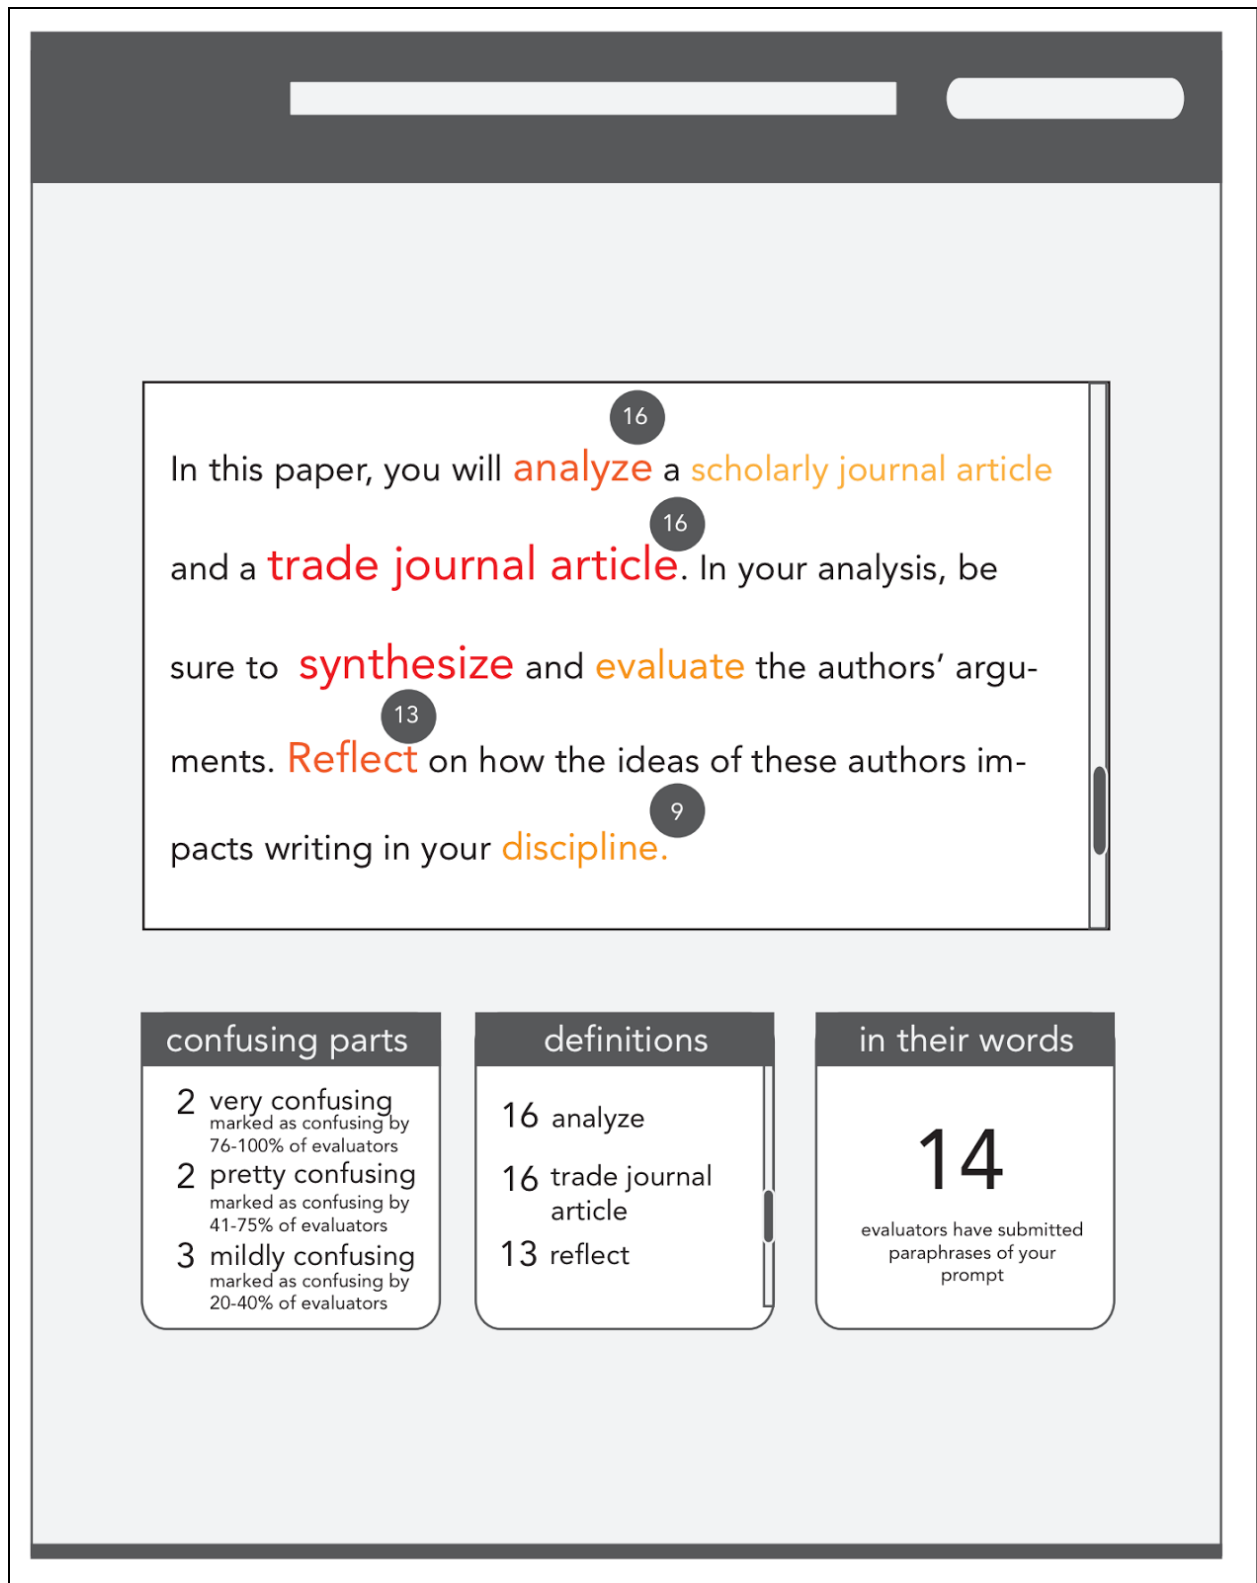 16
In this paper, you will analyze a scholarly journal article
16
and a trade journal article. In your analysis, be
sure to synthesize and evaluate the authors’ argu-
13
ments. Reflect on how the ideas of these authors im-
9
pacts writing in your discipline.
confusing parts
2 very confusing
marked as confusing by
76-100% of evaluators
2 pretty confusing
marked as confusing by
41-75% of evaluators
3 mildly confusing
marked as confusing by
20-40% of evaluators
definitions
16 analyze
16 trade journal
article
13 reflect
in their words
14
evaluators have submitted
paraphrases of your
prompt